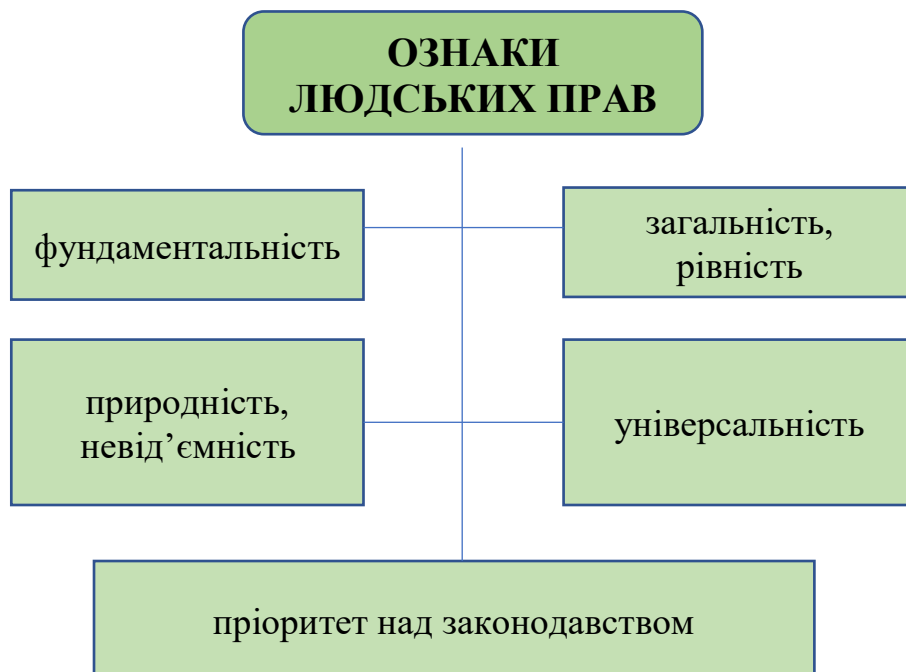 ОЗНАКИ
ЛЮДСЬКИХ ПРАВ
фундаментальність
загальність,
рівність
природність,
невід’ємність
універсальність
пріоритет над законодавством